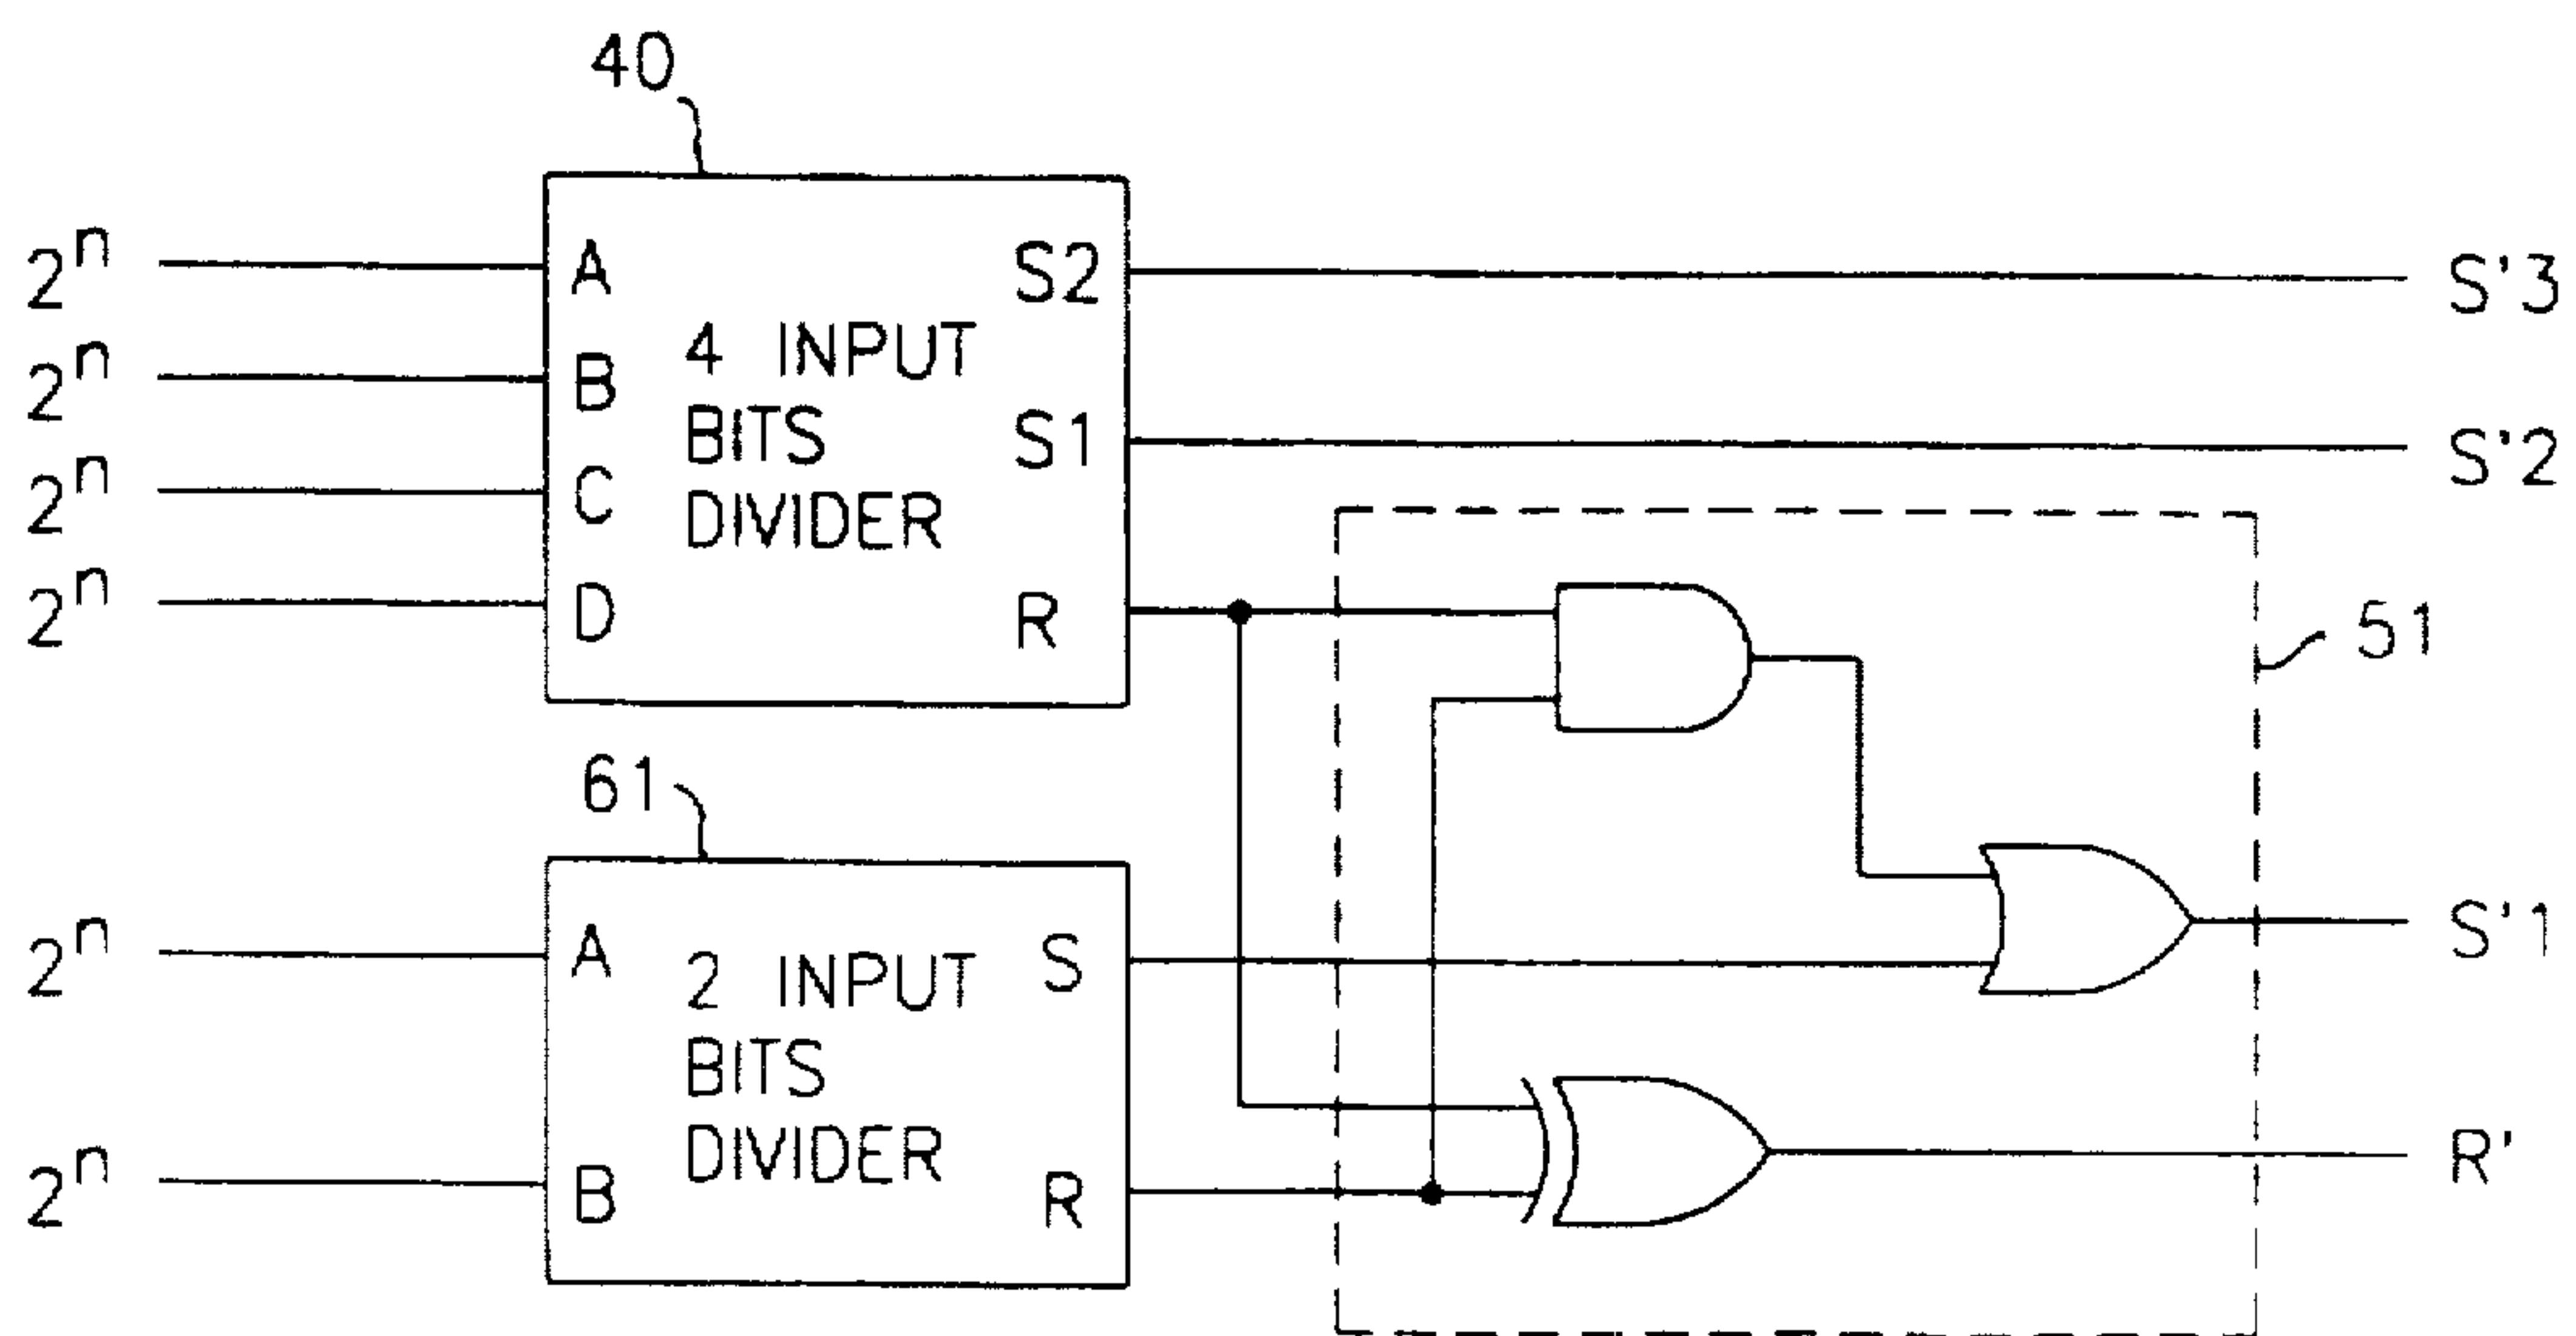 40
2ⁿ A S2 S'3
4 INPUT
2ⁿ B
BITS S1 S'2
2ⁿ C
DIVIDER
2ⁿ D R
51
61
2ⁿ A S S'1
2 INPUT
BITS
DIVIDER R'
2ⁿ B R